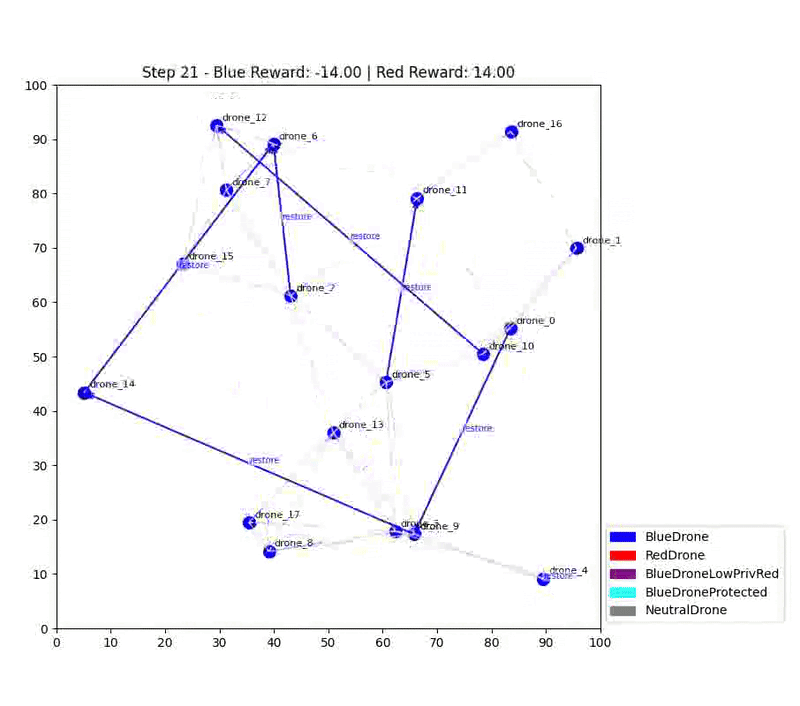 Step 21 - Blue Reward: -14.00 | Red Reward: 14.00
100
90
80
70
60
50
40
30
20
10
0
0 10 20 30 40 50 60 70 80 90 100
drone_12
drone_6
drone_16
drone_7
drone_11
restore
restore
drone_1
drone_15
restore
drone_2
restore
drone_0
drone_10
drone_5
drone_14
drone_13
restore
restore
drone_17
drone_9
drone_8
drone_4
restore
BlueDrone
RedDrone
BlueDroneLowPrivRed
BlueDroneProtected
NeutralDrone